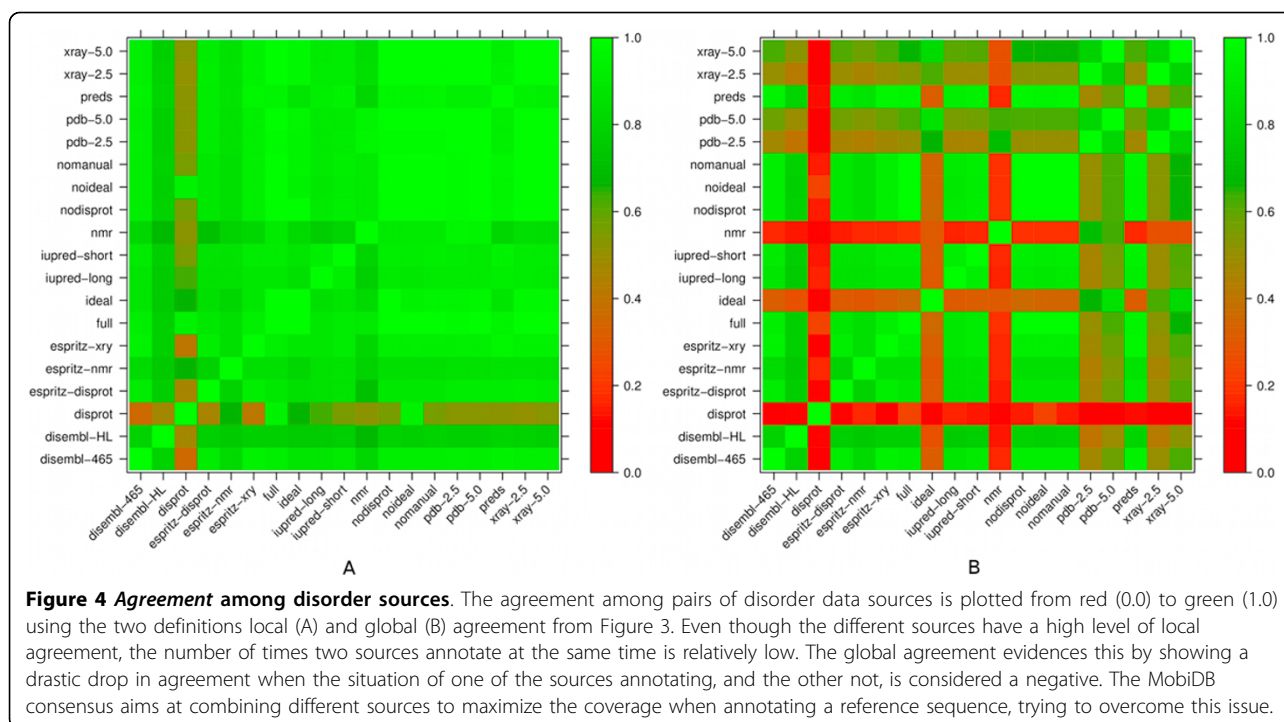 xray-5.0
xray-2.5
preds
pdb-5.0
pdb-2.5
nomanual
noideal
nodisprot
nmr
iupred-short
iupred-long
ideal
full
espritz-xry
espritz-nmr
espritz-disprot
disprot
disembl-HL
disembl-465
disembl-465
disembl-HL
disprot
espritz-disprot
espritz-nmr
espritz-xry
full
ideal
iupred-long
iupred-short
nmr
nodisprot
noideal
nomanual
pdb-2.5
pdb-5.0
preds
xray-2.5
xray-5.0
1.0
0.8
0.6
0.4
0.2
0.0
A
xray-5.0
xray-2.5
preds
pdb-5.0
pdb-2.5
nomanual
noideal
nodisprot
nmr
iupred-short
iupred-long
ideal
full
espritz-xry
espritz-nmr
espritz-disprot
disprot
disembl-HL
disembl-465
disembl-465
disembl-HL
disprot
espritz-disprot
espritz-nmr
espritz-xry
full
ideal
iupred-long
iupred-short
nmr
nodisprot
noideal
nomanual
pdb-2.5
pdb-5.0
preds
xray-2.5
xray-5.0
1.0
0.8
0.6
0.4
0.2
0.0
B
Figure 4 Agreement among disorder sources. The agreement among pairs of disorder data sources is plotted from red (0.0) to green (1.0)
using the two definitions local (A) and global (B) agreement from Figure 3. Even though the different sources have a high level of local
agreement, the number of times two sources annotate at the same time is relatively low. The global agreement evidences this by showing a
drastic drop in agreement when the situation of one of the sources annotating, and the other not, is considered a negative. The MobiDB
consensus aims at combining different sources to maximize the coverage when annotating a reference sequence, trying to overcome this issue.